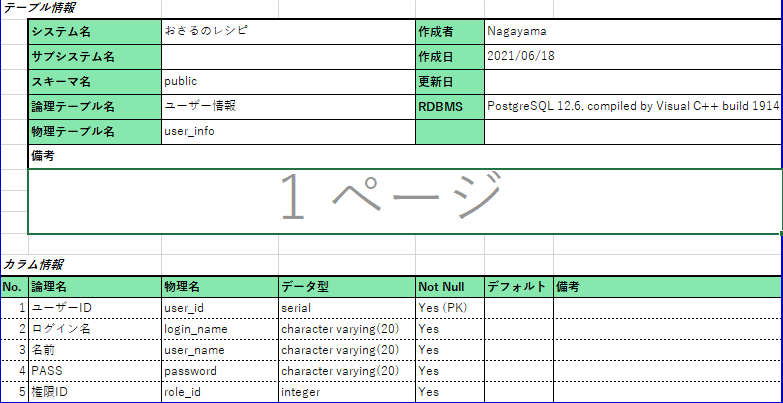 テーブル情報
システム名 おさるのレシピ 作成者 Nagayama
サブシステム名 作成日 2021/06/18
スキーマ名 public 更新日
論理テーブル名 ユーザー情報 RDBMS PostgreSQL 12.6, compiled by Visual C++ build 1914
物理テーブル名 user_info
備考
1 ページ
カラム情報
No. 論理名 物理名 データ型 Not Null デフォルト 備考
1 ユーザーID user_id serial Yes (PK)
2 ログイン名 login_name character varying(20) Yes
3 名前 user_name character varying(20) Yes
4 PASS password character varying(20) Yes
5 権限ID role_id integer Yes